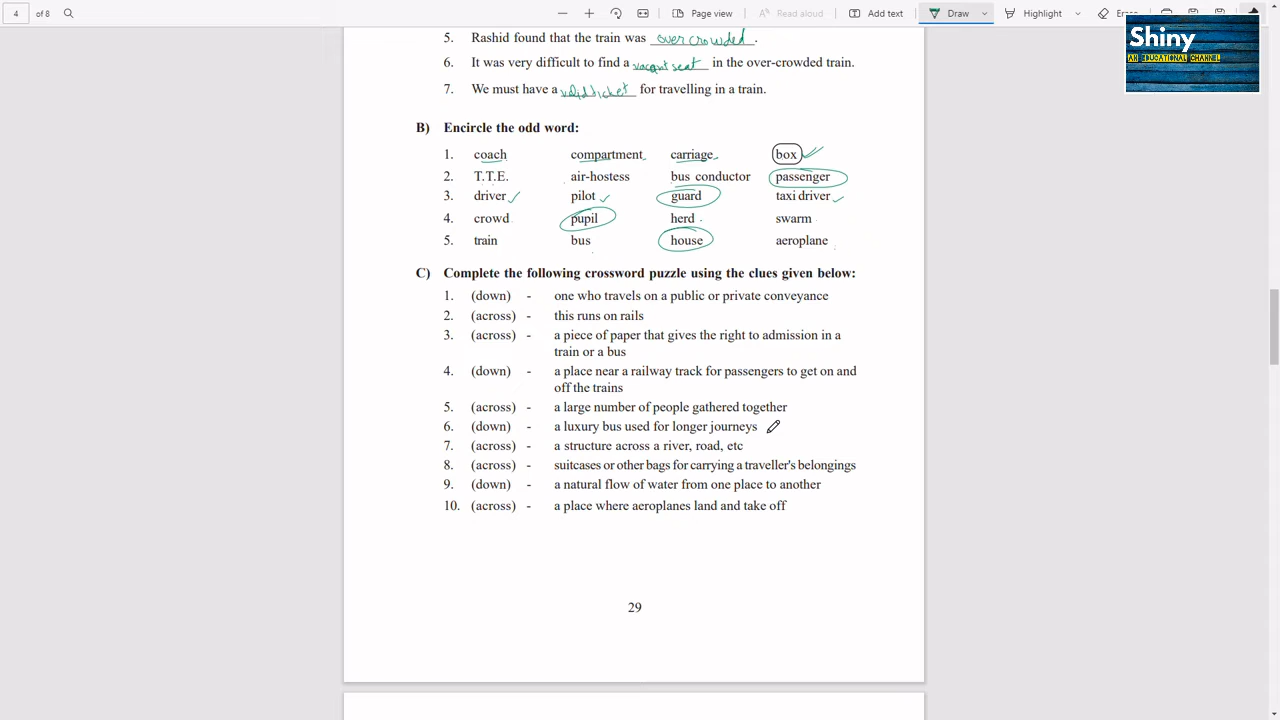 4 of 8 Page view Read aloud Add text Draw Highlight Erase
Shiny
AN EDUCATIONAL CHANNEL
5. Rashid found that the train was over crowded.
6. It was very difficult to find a vacant seat in the over-crowded train.
7. We must have a valid ticket for travelling in a train.
B) Encircle the odd word:
1. coach compartment carriage box
2. T.T.E. air-hostess bus conductor passenger
3. driver pilot guard taxi driver
4. crowd pupil herd swarm
5. train bus house aeroplane
C) Complete the following crossword puzzle using the clues given below:
1. (down) - one who travels on a public or private conveyance
2. (across) - this runs on rails
3. (across) - a piece of paper that gives the right to admission in a
train or a bus
4. (down) - a place near a railway track for passengers to get on and
off the trains
5. (across) - a large number of people gathered together
6. (down) - a luxury bus used for longer journeys
7. (across) - a structure across a river, road, etc
8. (across) - suitcases or other bags for carrying a traveller's belongings
9. (down) - a natural flow of water from one place to another
10. (across) - a place where aeroplanes land and take off
29